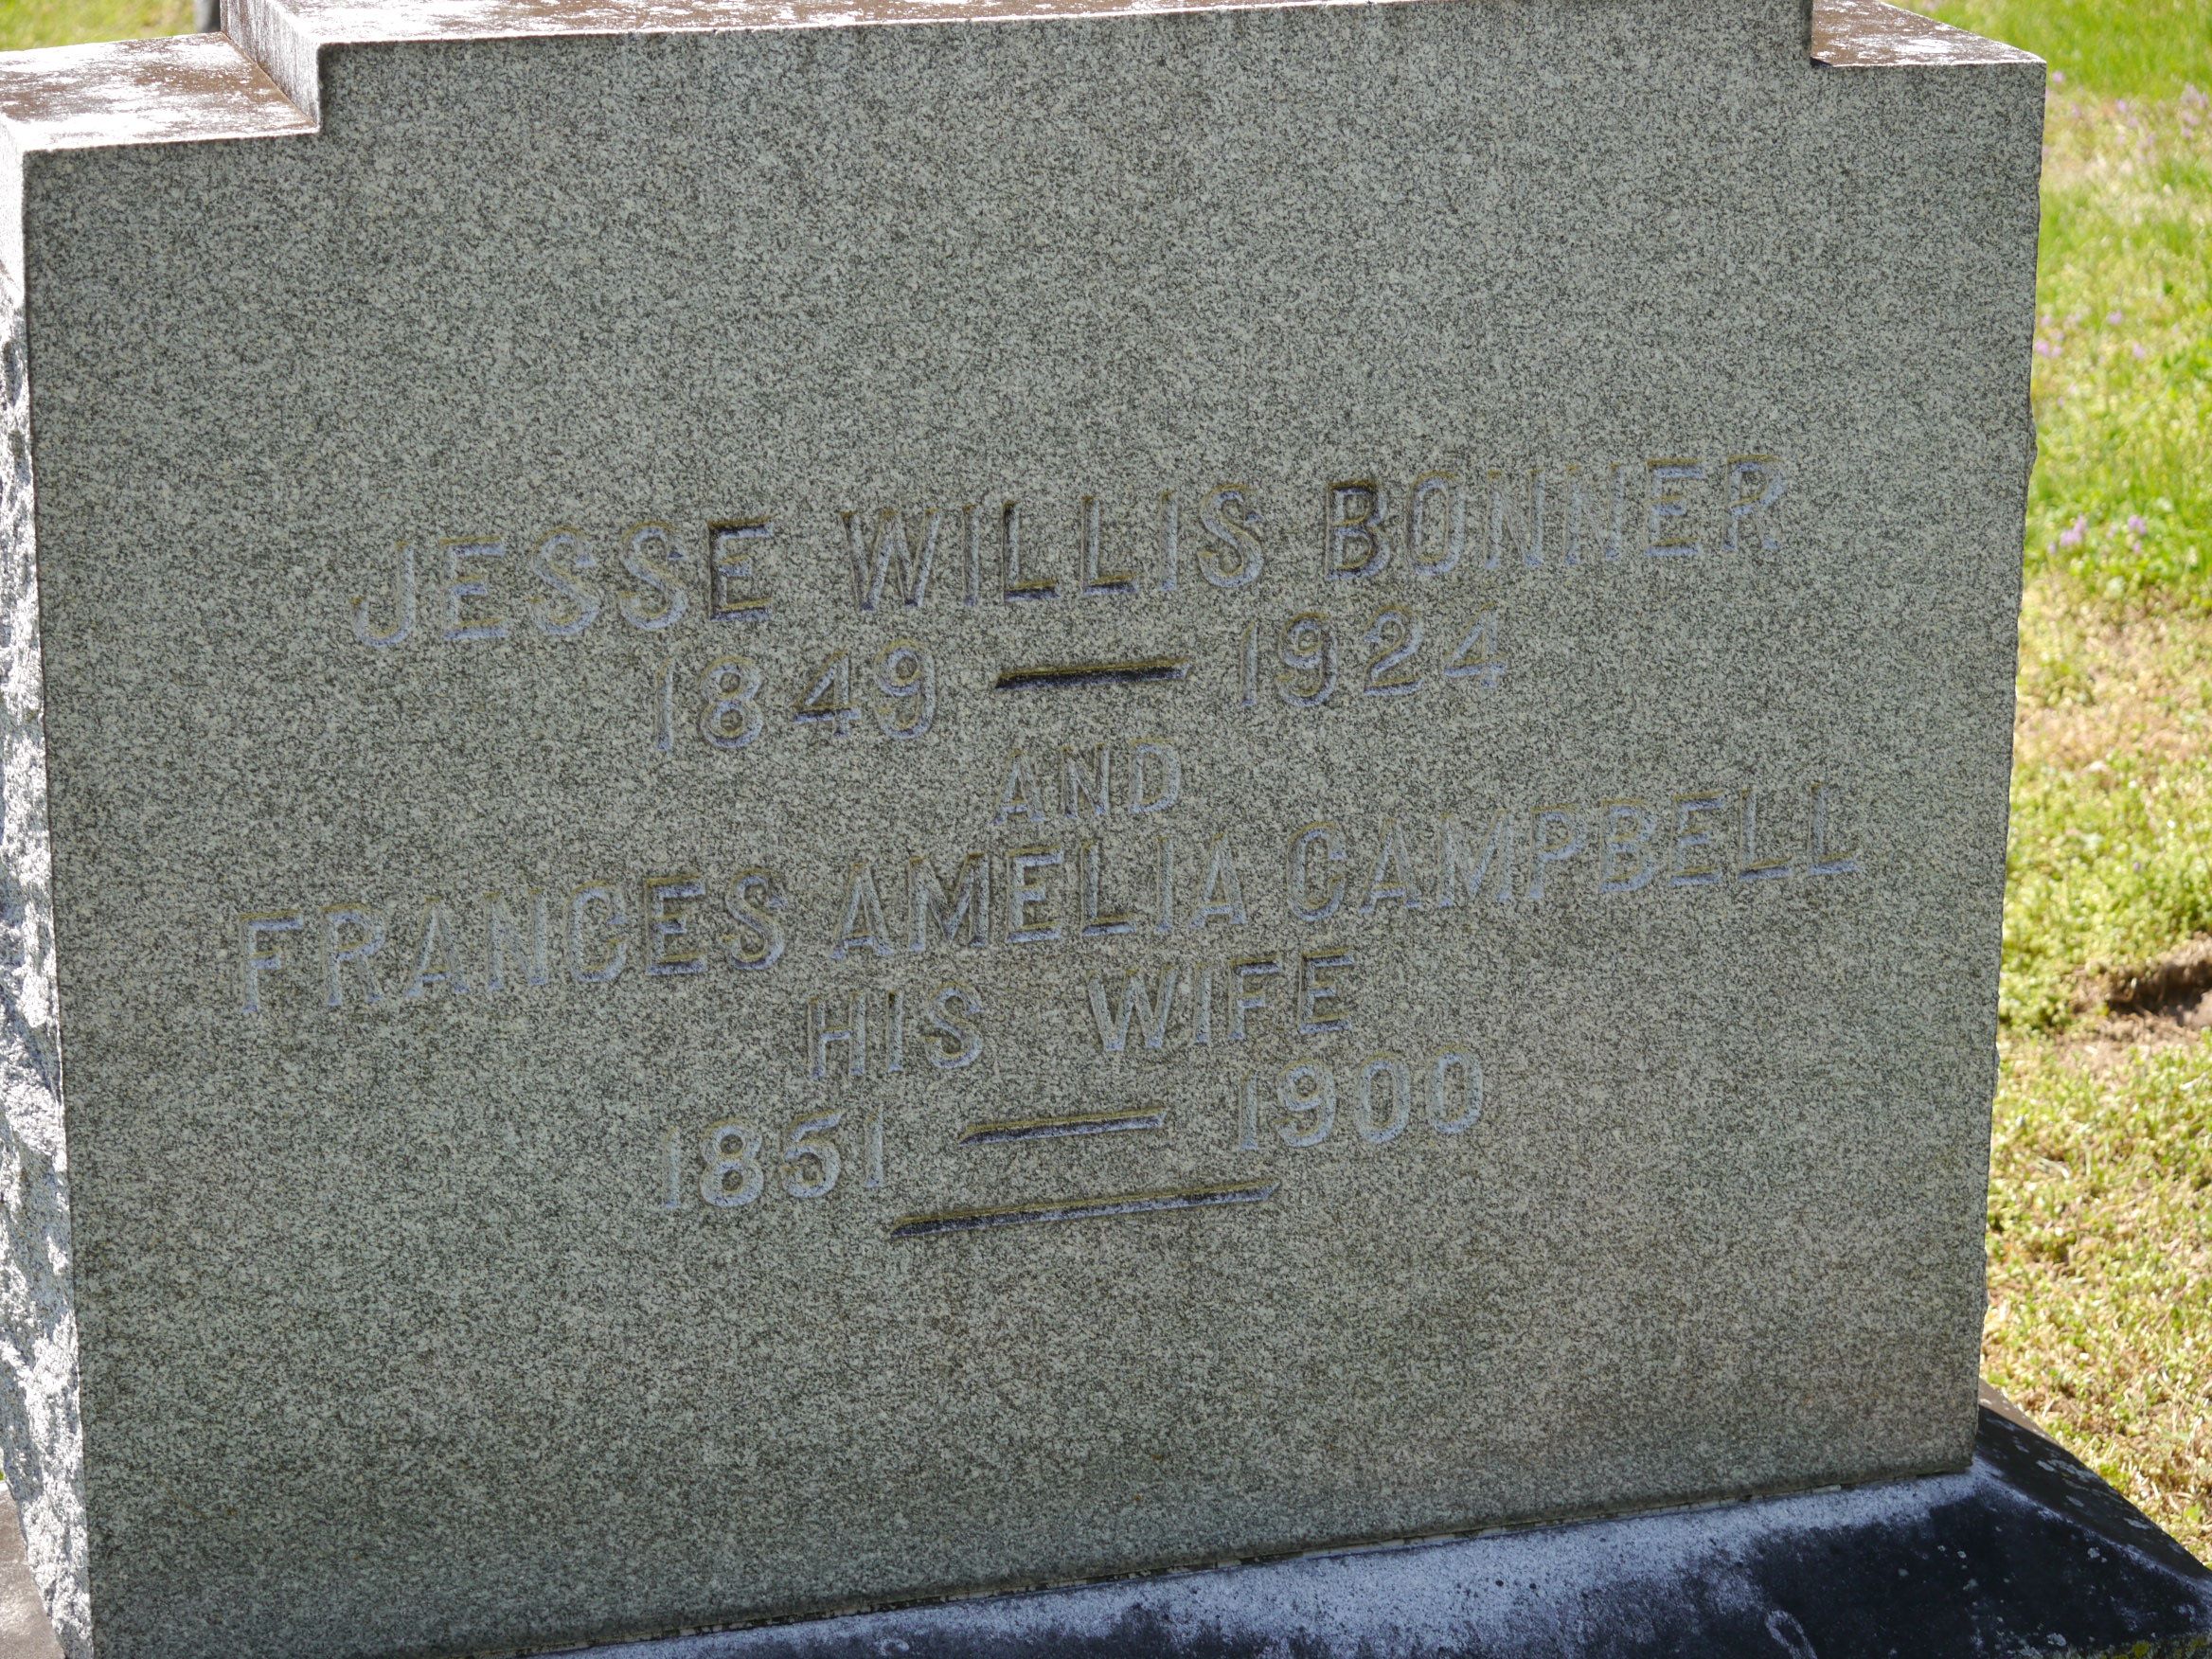 JESSE WILLIS BONNER
1849 — 1924
AND
FRANCES AMELIA CAMPBELL
HIS WIFE
1851 — 1900